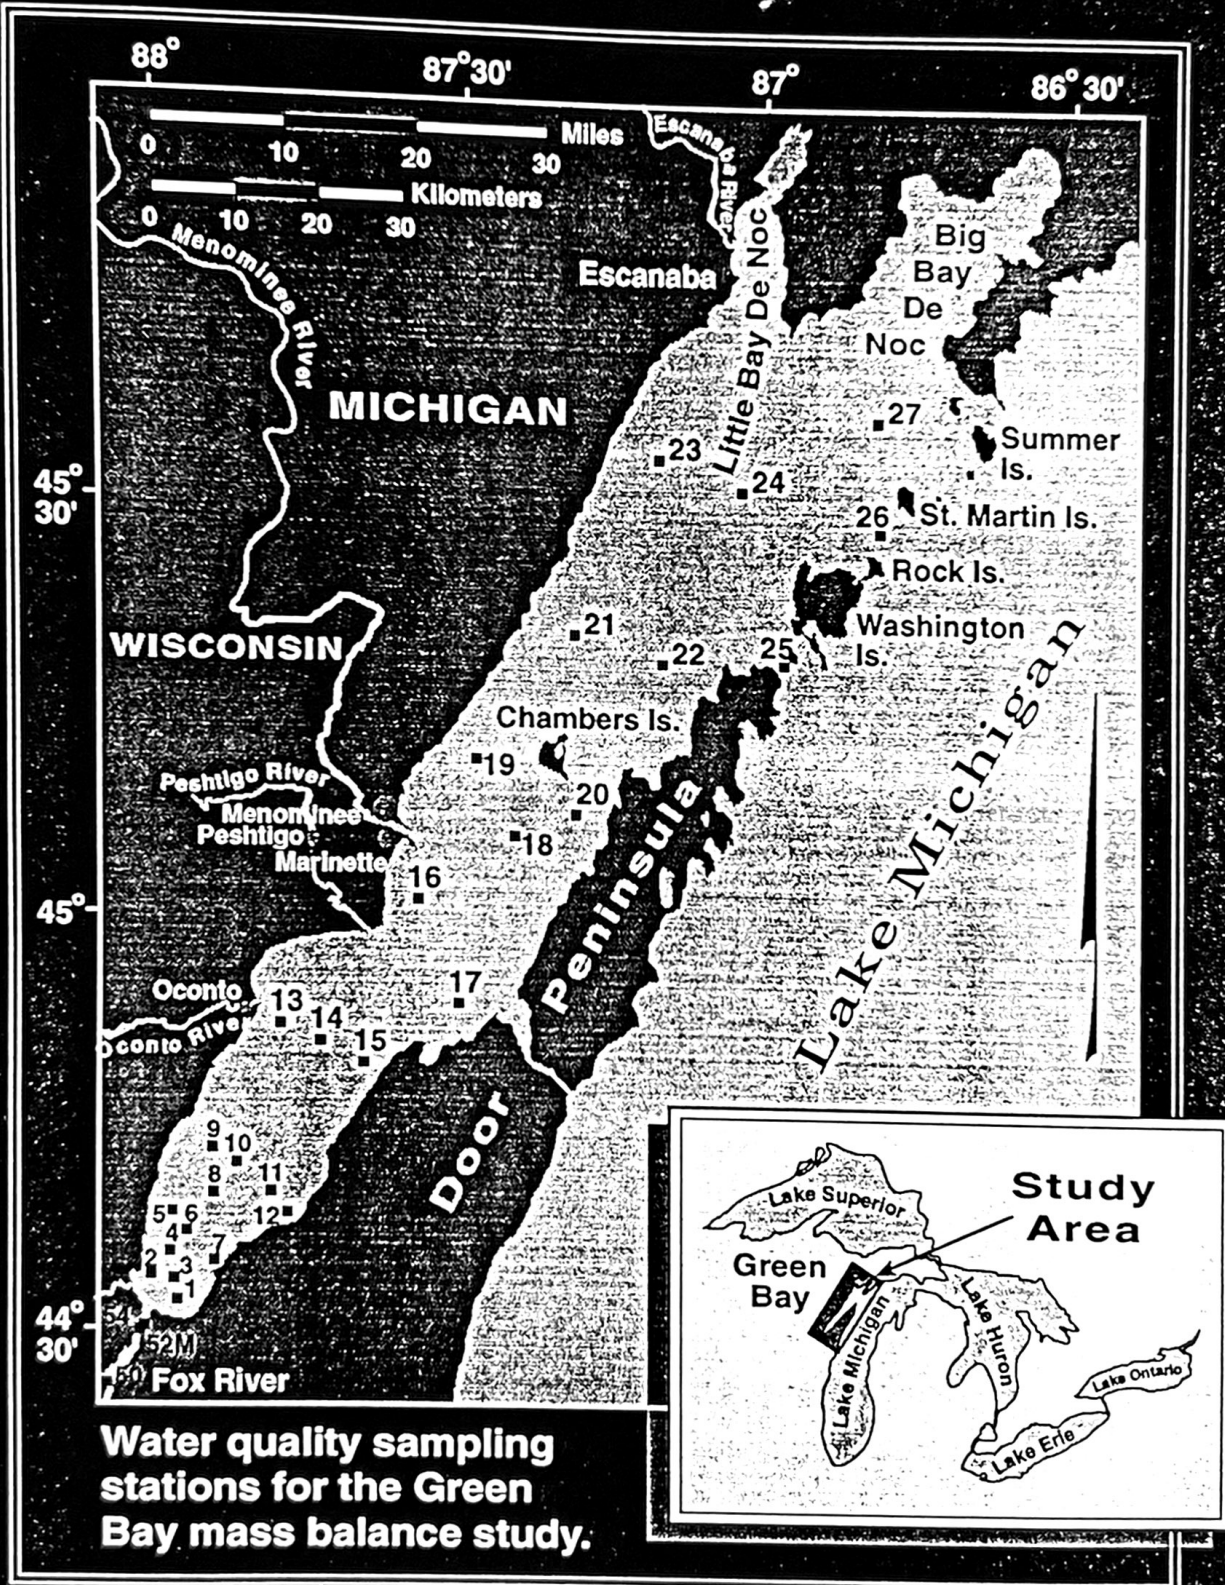 88°
87°30'
87°
86°30'
Miles
0 10 20 30
Kilometers
0 10 20 30
Escanaba River
Menominee River
Escanaba
Little Bay De Noc
Big
Bay
De
Noc
MICHIGAN
45°
30'
23
24
27
Summer
Is.
26
St. Martin Is.
Rock Is.
WISCONSIN
21
22
25
Washington
Is.
Chambers Is.
19
20
18
Peshtigo River
Menominee
Peshtigo
Marinette
16
45°
Lake Michigan
Door
Peninsula
17
Oconto
Oconto River
13
14
15
9
10
8
11
5
6
12
4
7
2
3
1
44°
30'
52M
Fox River
Water quality sampling
stations for the Green
Bay mass balance study.
Lake Superior
Study
Area
Green
Bay
Lake Michigan
Lake Huron
Lake Ontario
Lake Erie